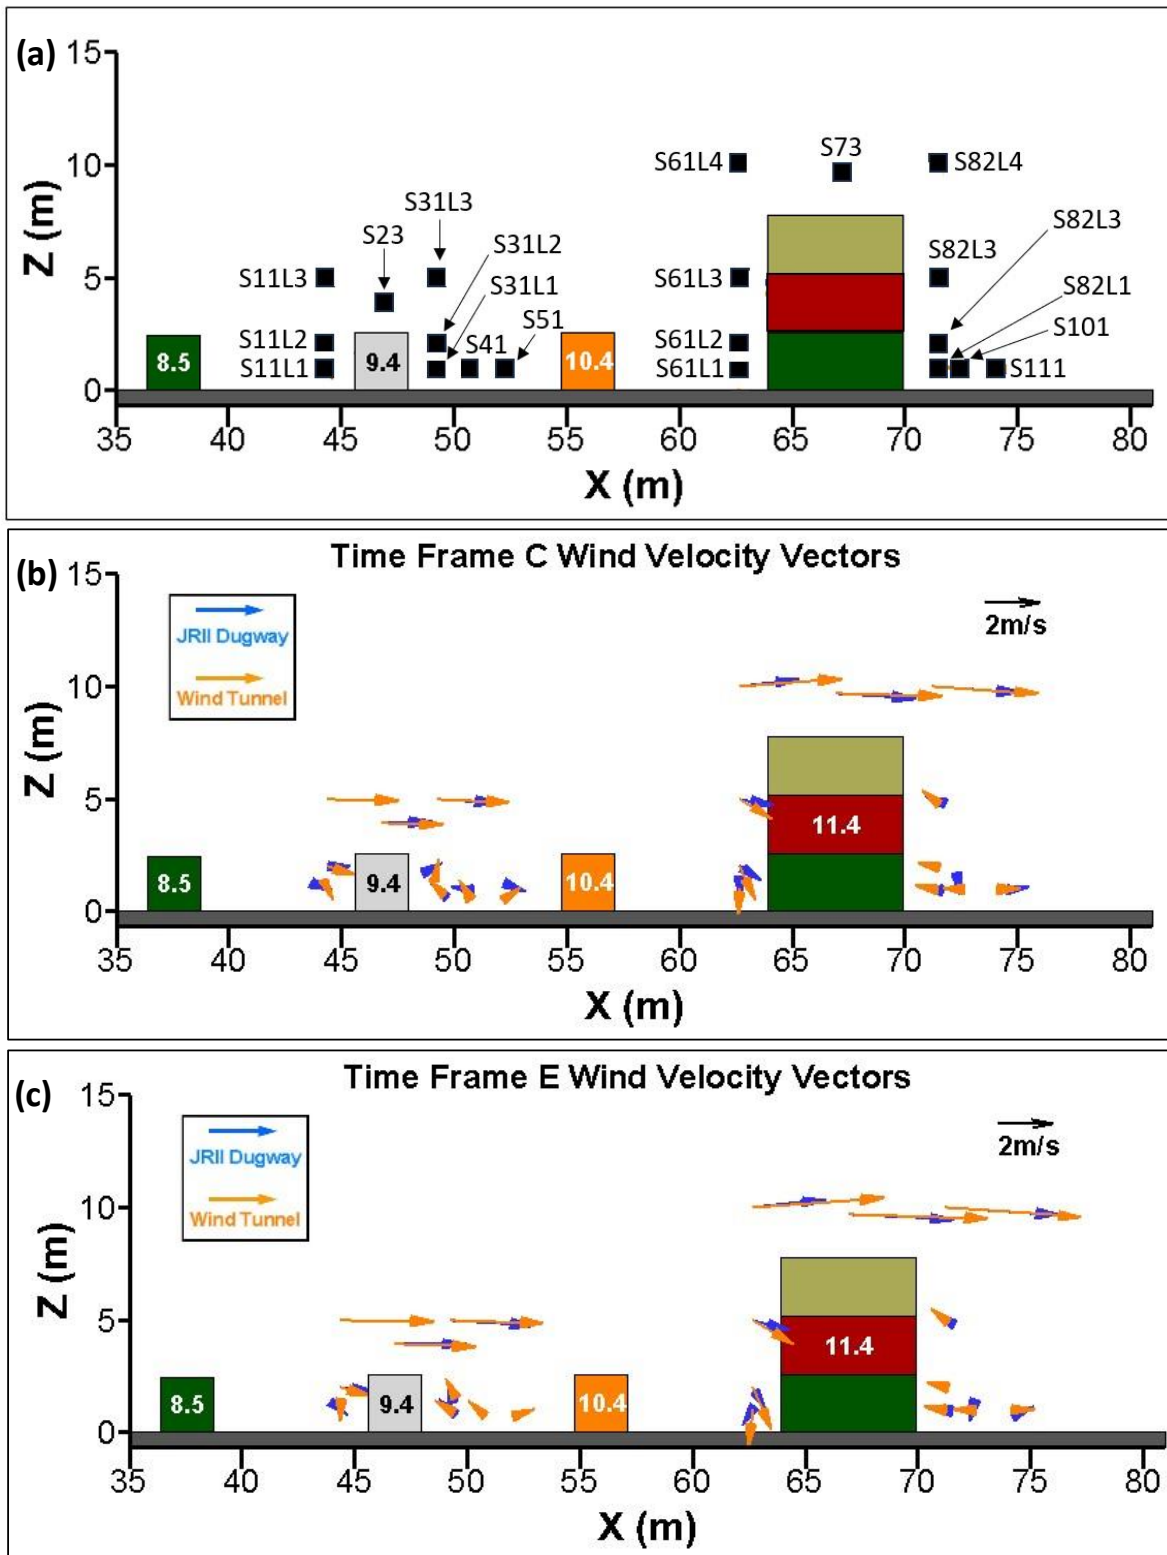 (a)
15
10
5
0
Z (m)
S61L4
S73
S82L4
S31L3
S23
S31L2
S82L3
S11L3
S31L1
S61L3
S82L3
S82L1
S51
S101
S11L2
S41
S61L2
S11L1
S61L1
S111
8.5
9.4
10.4
35 40 45 50 55 60 65 70 75 80
X (m)
(b)
Time Frame C Wind Velocity Vectors
15
10
5
0
Z (m)
JRII Dugway
Wind Tunnel
2m/s
11.4
8.5
9.4
10.4
35 40 45 50 55 60 65 70 75 80
X (m)
(c)
Time Frame E Wind Velocity Vectors
15
10
5
0
Z (m)
JRII Dugway
Wind Tunnel
2m/s
11.4
8.5
9.4
10.4
35 40 45 50 55 60 65 70 75 80
X (m)